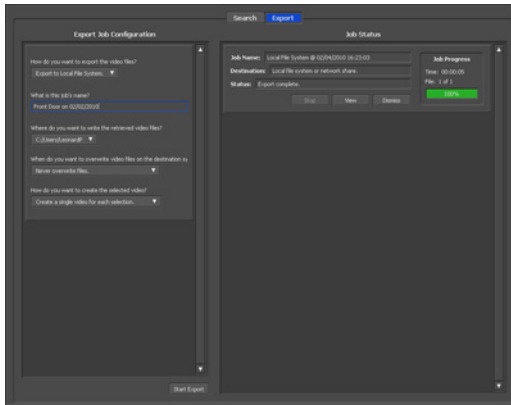 Search Export
Export Job Configuration
How do you want to export the video files?
Export to Local File System.
What is this job's name?
Front Door on 02/02/2010
Where do you want to write the retrieved video files?
C:/Users/LeonardF
When do you want to overwrite video files on the destination sy
Never overwrite files.
How do you want to create the selected video?
Create a single video for each selection.
Start Export
Job Status
Job Name: Local File System @ 02/04/2010 16:23:03
Destination: Local file system or network share.
Status: Export complete.
Stop View Dismiss
Job Progress
Time: 00:00:05
File: 1 of 1
100%